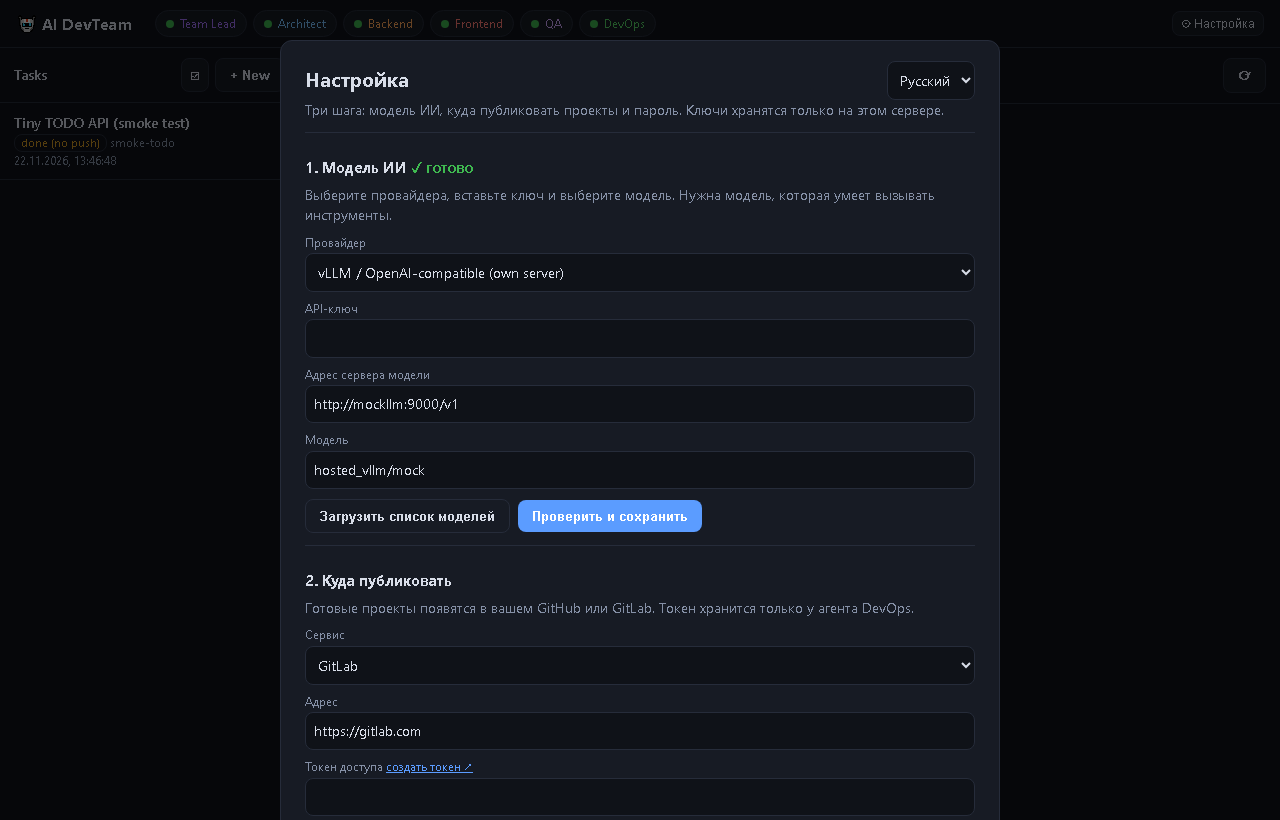 AI DevTeam
Team Lead
Architect
Backend
Frontend
QA
DevOps
Настройка
Tasks
+ New
Tiny TODO API (smoke test)
done (no push) smoke-todo
22.11.2026, 13:46:48
Настройка
Русский
Три шага: модель ИИ, куда публиковать проекты и пароль. Ключи хранятся только на этом сервере.
1. Модель ИИ ✓ готово
Выберите провайдера, вставьте ключ и выберите модель. Нужна модель, которая умеет вызывать
инструменты.
Провайдер
vLLM / OpenAI-compatible (own server)
API-ключ
Адрес сервера модели
http://mockllm:9000/v1
Модель
hosted_vllm/mock
Загрузить список моделей
Проверить и сохранить
2. Куда публиковать
Готовые проекты появятся в вашем GitHub или GitLab. Токен хранится только у агента DevOps.
Сервис
GitLab
Адрес
https://gitlab.com
Токен доступа создать токен ↗